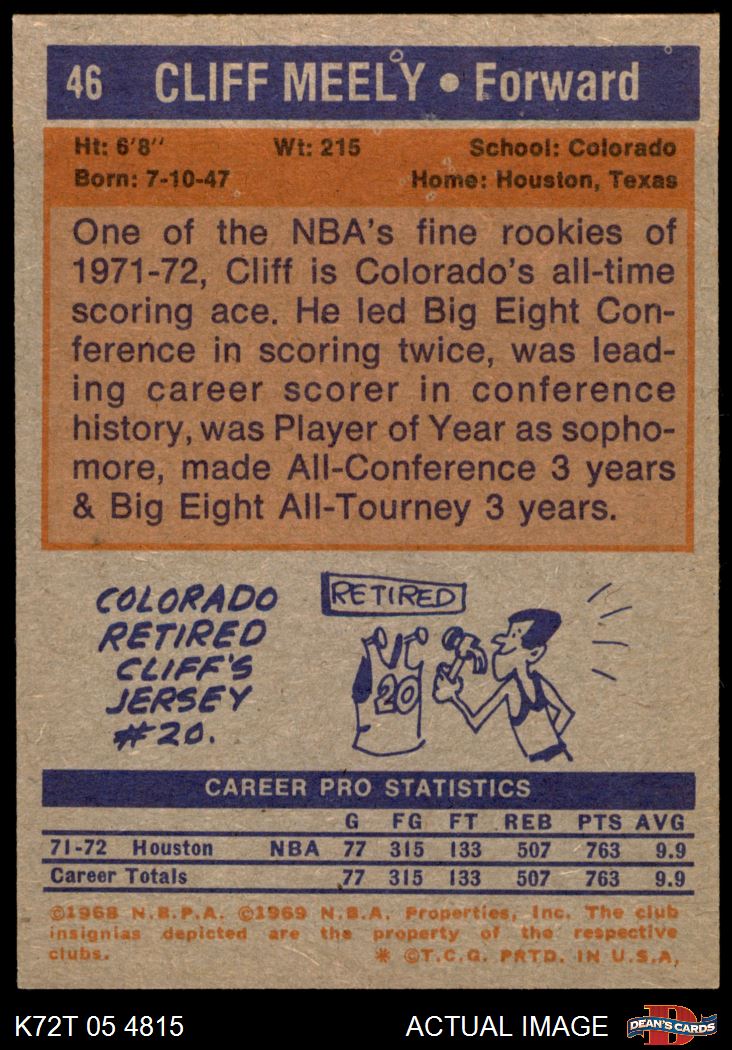 46 CLIFF MEELY • Forward
Ht: 6'8'' Wt: 215 School: Colorado
Born: 7-10-47 Home: Houston, Texas
One of the NBA's fine rookies of
1971-72, Cliff is Colorado's all-time
scoring ace. He led Big Eight Con-
ference in scoring twice, was lead-
ing career scorer in conference
history, was Player of Year as sopho-
more, made All-Conference 3 years
& Big Eight All-Tourney 3 years.
COLORADO
RETIRED
CLIFF'S
JERSEY
#20.
RETIRED
20
CAREER PRO STATISTICS
G FG FT REB PTS AVG
71-72 Houston NBA 77 315 133 507 763 9.9
Career Totals 77 315 133 507 763 9.9
©1968 N.B.P.A. ©1969 N.B.A. Properties, Inc. The club
insignias depicted are the property of the respective
clubs. * ©T.C.G. PRTD. IN U.S.A.
K72T 05 4815 ACTUAL IMAGE D DEAN'S CARDS